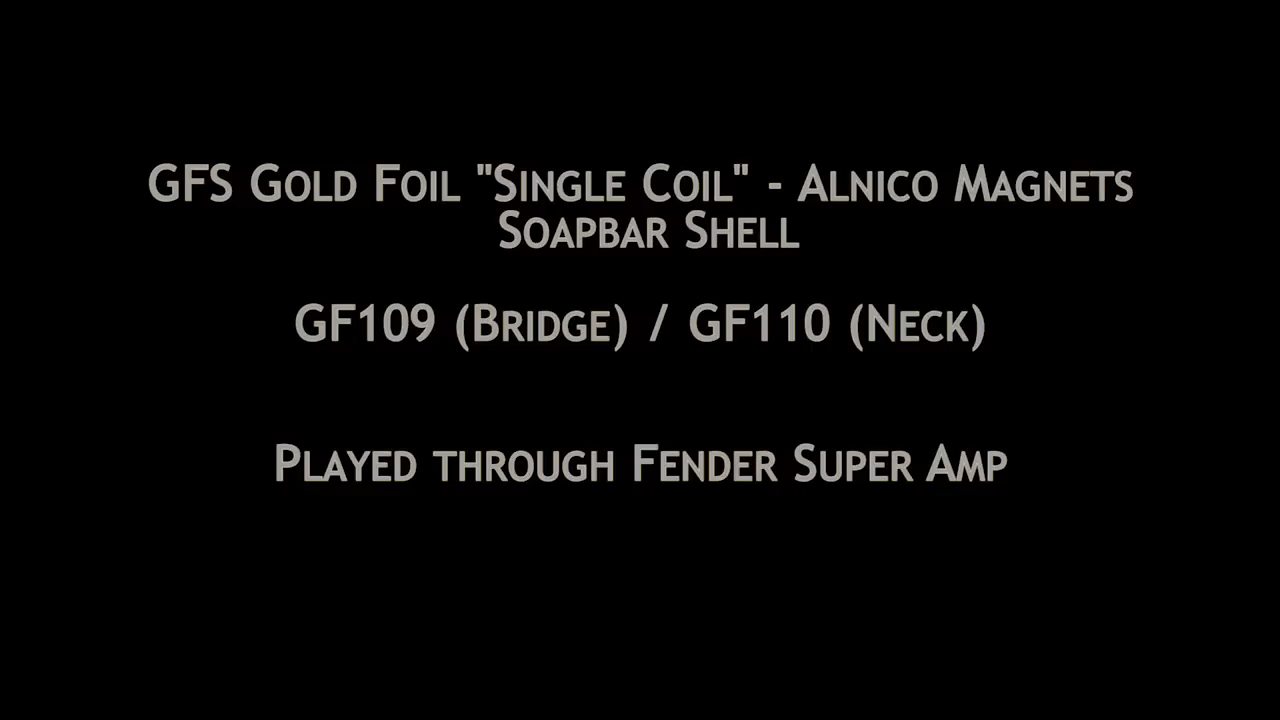 GFS Gold Foil "Single Coil" - Alnico Magnets
Soapbar Shell
GF109 (Bridge) / GF110 (Neck)
Played through Fender Super Amp